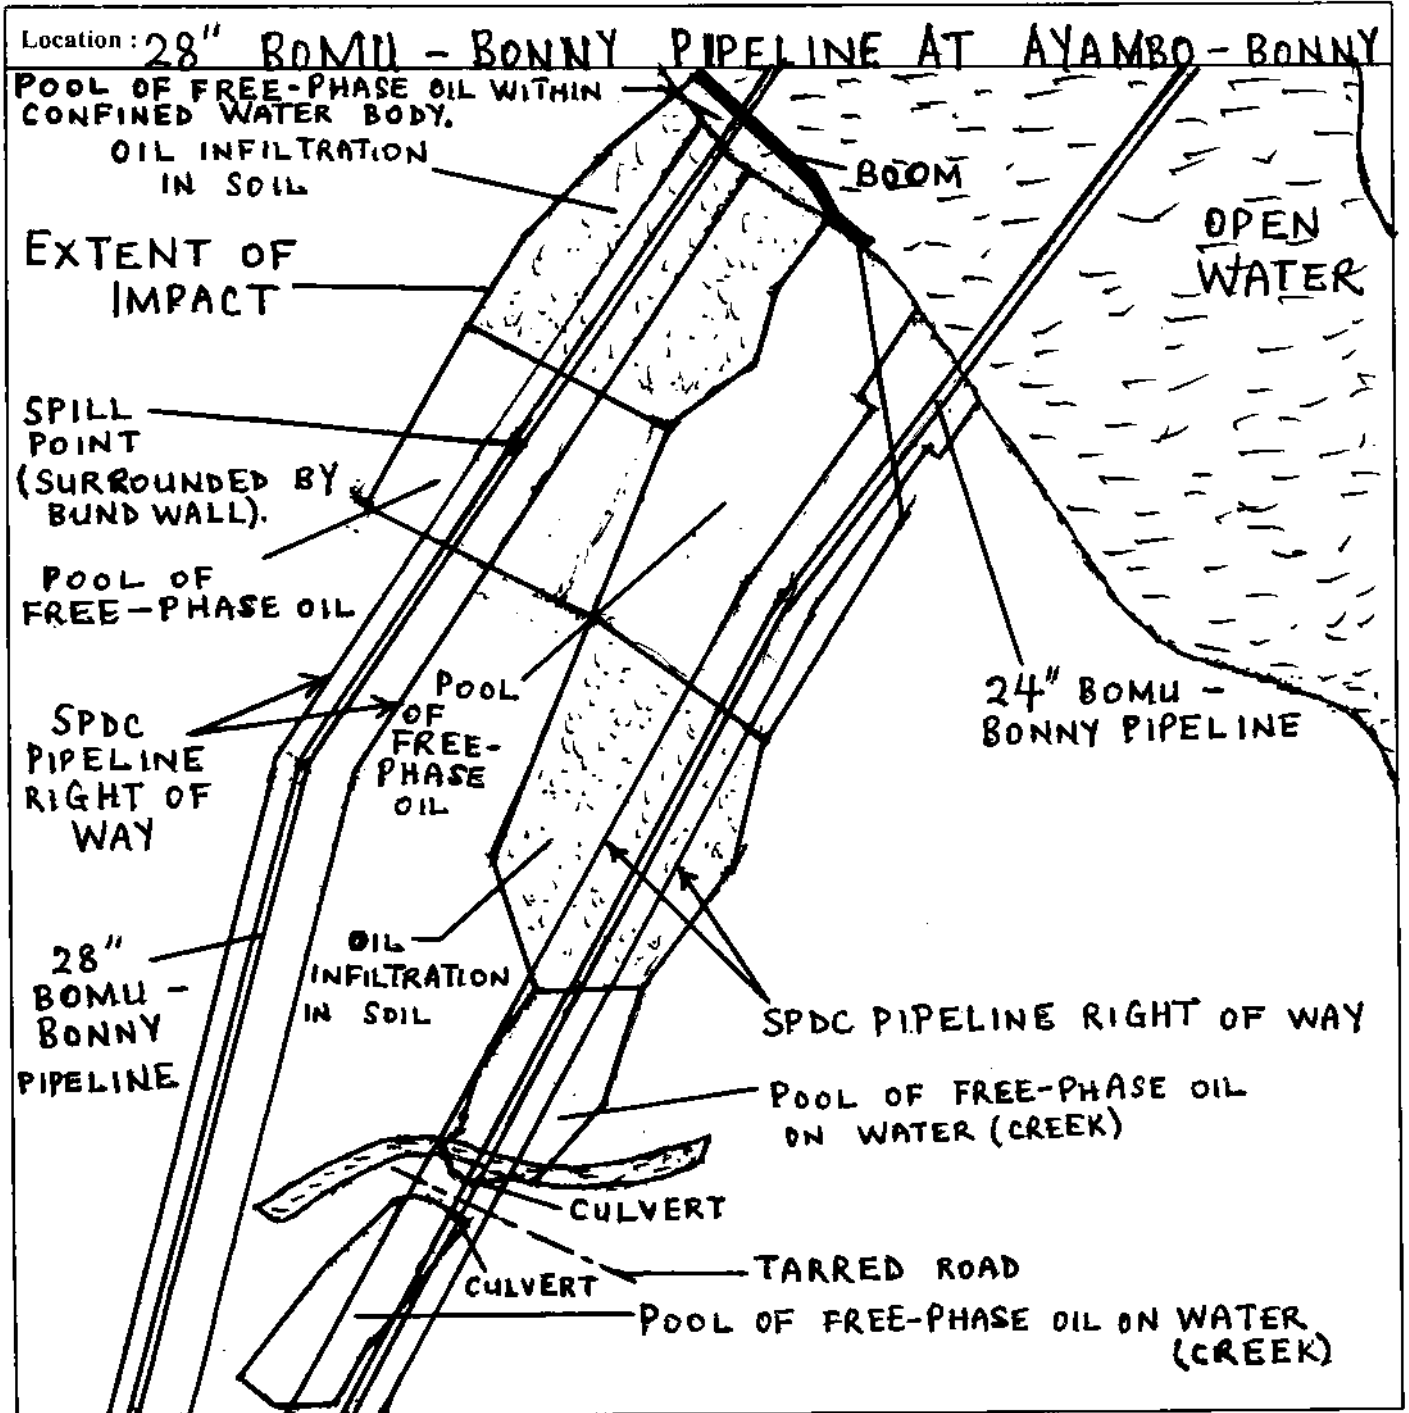 Location : 28" BOMU - BONNY PIPELINE AT AYAMBO - BONNY
POOL OF FREE-PHASE OIL WITHIN
CONFINED WATER BODY.
OIL INFILTRATION
IN SOIL
BOOM
OPEN
WATER
EXTENT OF
IMPACT
SPILL
POINT
(SURROUNDED BY
BUND WALL).
POOL OF
FREE-PHASE OIL
POOL
OF
FREE-
PHASE
OIL
24" BOMU -
BONNY PIPELINE
SPDC
PIPELINE
RIGHT OF
WAY
28"
BOMU -
BONNY
PIPELINE
OIL
INFILTRATION
IN SOIL
SPDC PIPELINE RIGHT OF WAY
POOL OF FREE-PHASE OIL
ON WATER (CREEK)
CULVERT
CULVERT
TARRED ROAD
POOL OF FREE-PHASE OIL ON WATER
(CREEK)